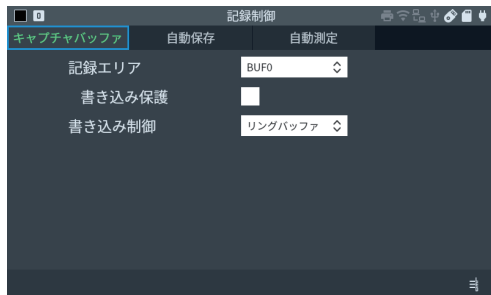 0 記録制御
キャプチャバッファ 自動保存 自動測定
記録エリア BUF0
書き込み保護
書き込み制御 リングバッファ